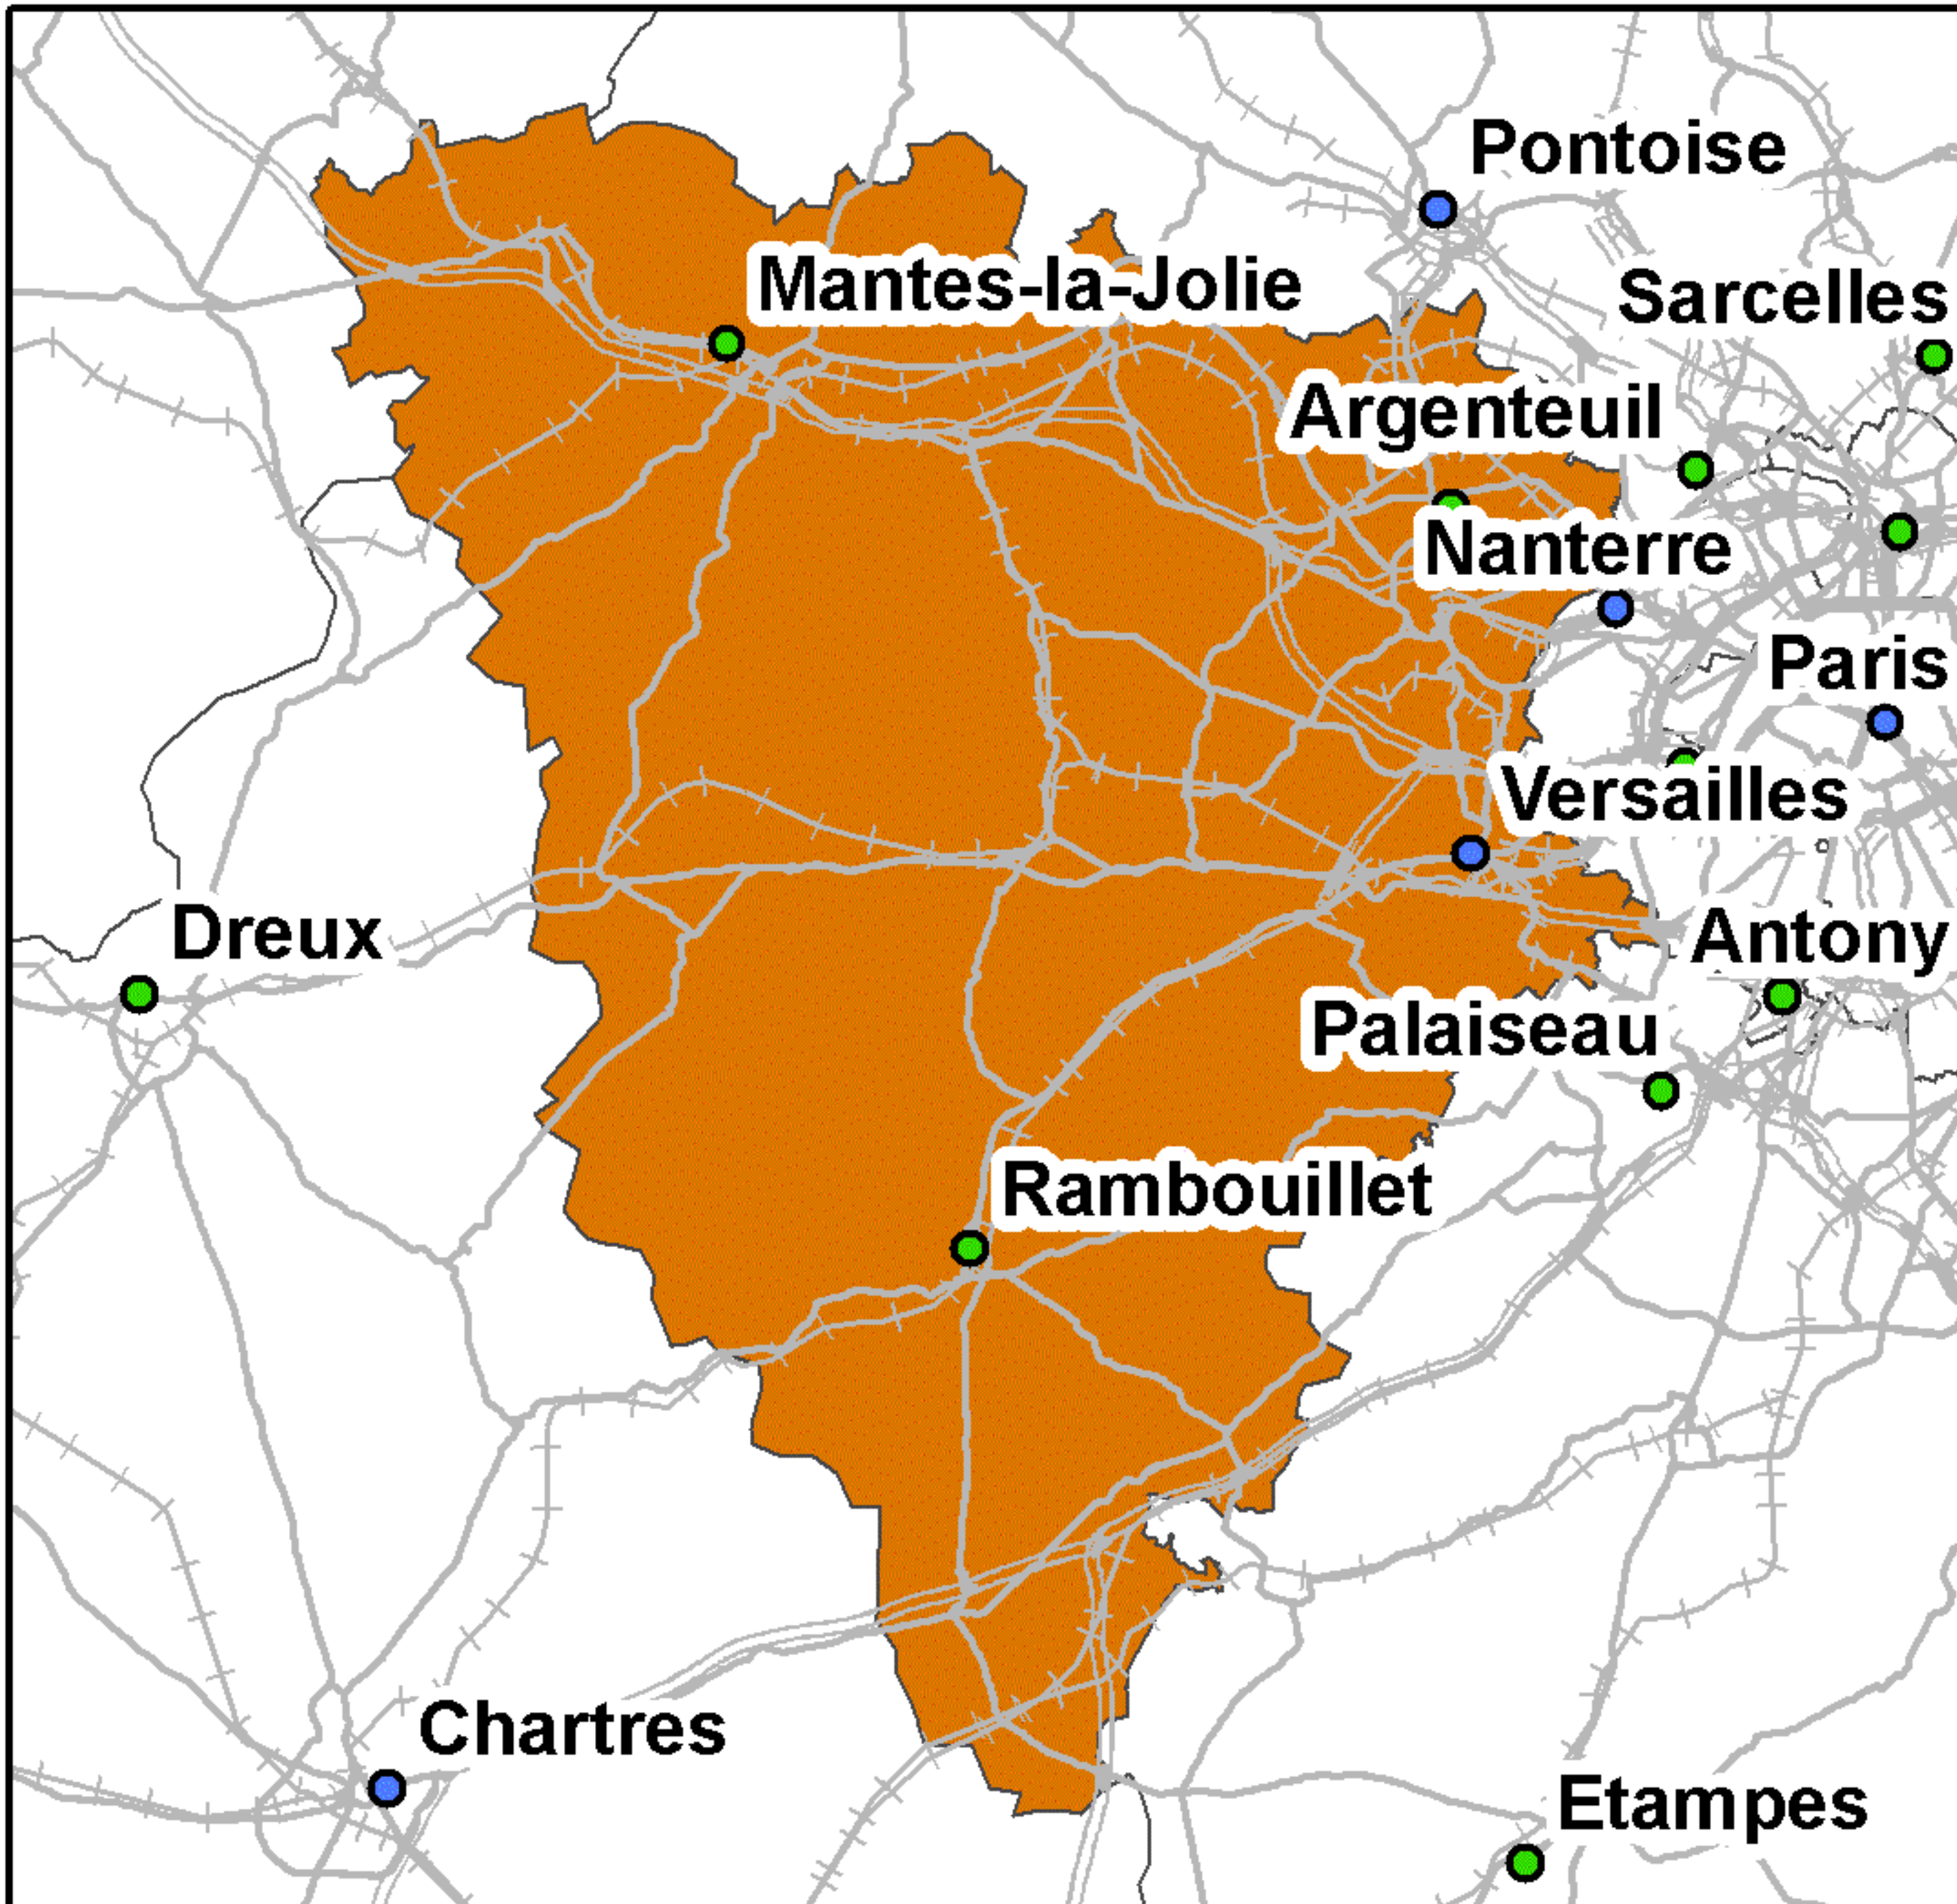 Pontoise
Mantes-la-Jolie
Sarcelles
Argenteuil
Nanterre
Paris
Versailles
Dreux
Antony
Palaiseau
Rambouillet
Chartres
Etampes